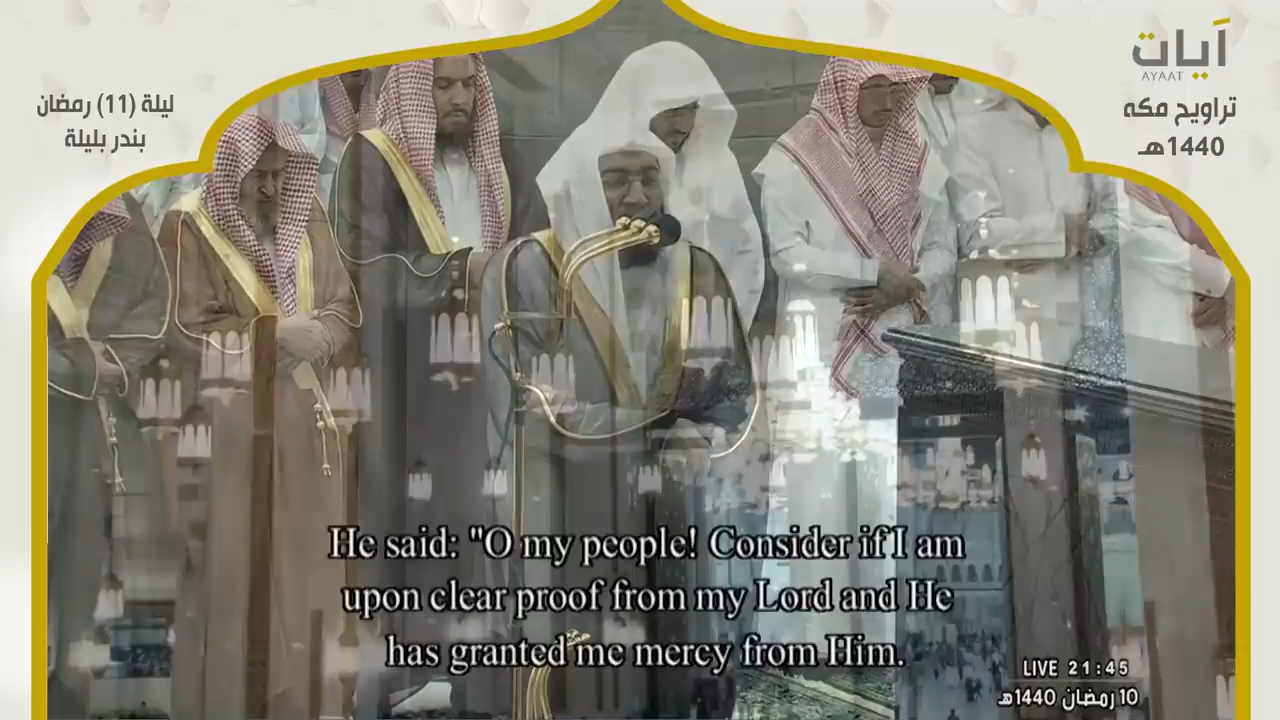 آيات
AYAAT
تراويح مكه
1440هـ
ليلة (11) رمضان
بندر بليلة
He said: "O my people! Consider if I am
upon clear proof from my Lord and He
has granted me mercy from Him.
LIVE 21:45
10 رمضان 1440هـ